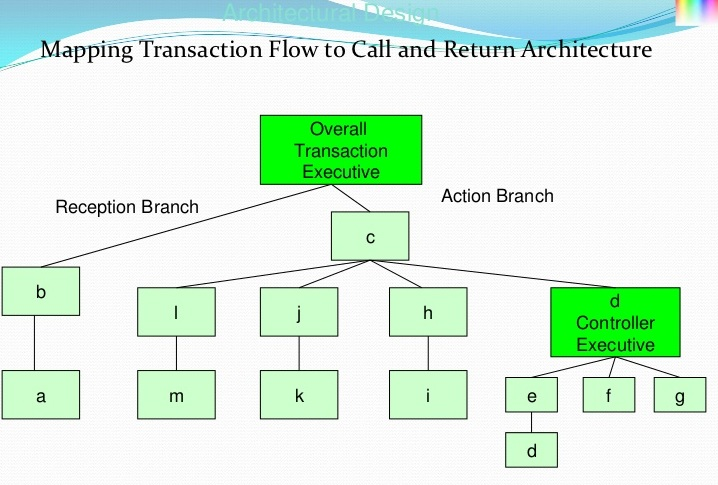 Architectural Design
Mapping Transaction Flow to Call and Return Architecture
Overall
Transaction
Executive
Reception Branch
Action Branch
c
b
l
j
h
d
Controller
Executive
a
m
k
i
e
f
g
d